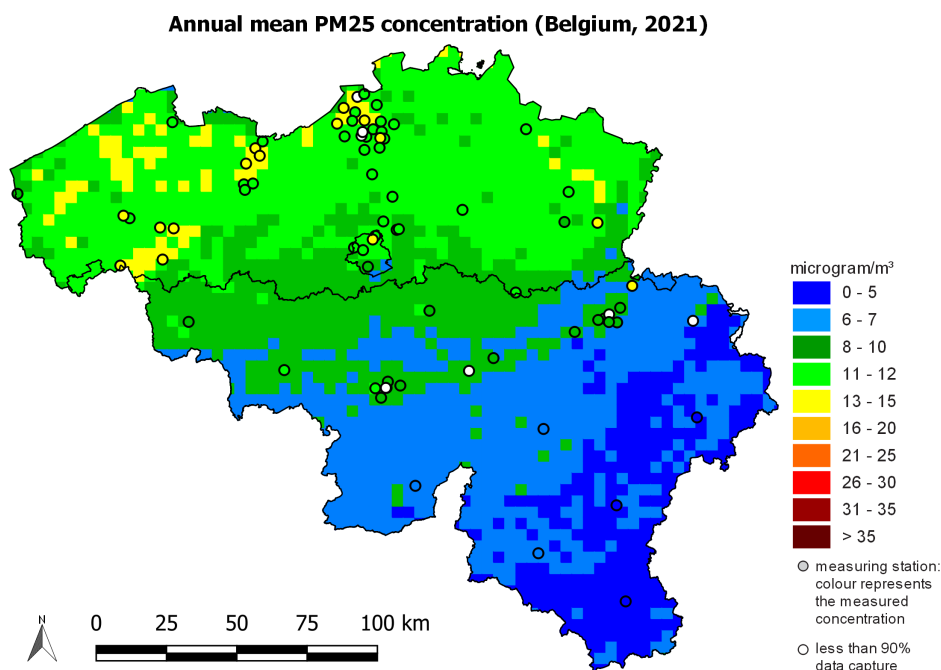 Annual mean PM25 concentration (Belgium, 2021)
microgram/m³
0 - 5
6 - 7
8 - 10
11 - 12
13 - 15
16 - 20
21 - 25
26 - 30
31 - 35
> 35
measuring station:
colour represents
the measured
concentration
less than 90%
data capture
N
0 25 50 75 100 km